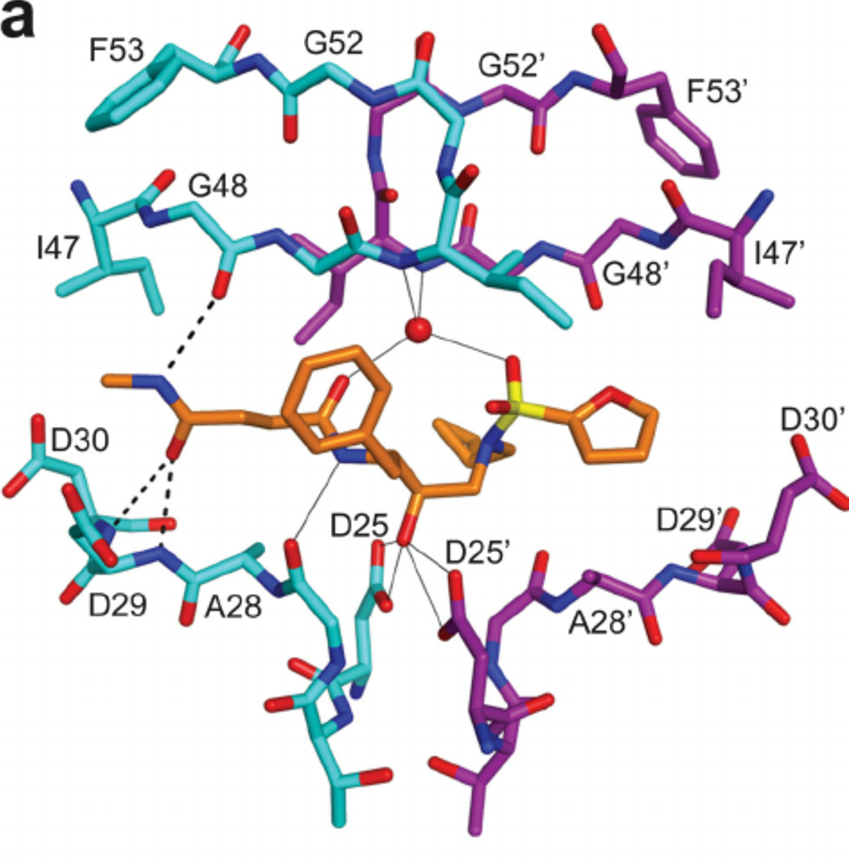 a
F53
G52
G52’
F53’
G48
I47
G48’
I47’
D30
D30’
D25
D25’
D29’
D29
A28
A28’